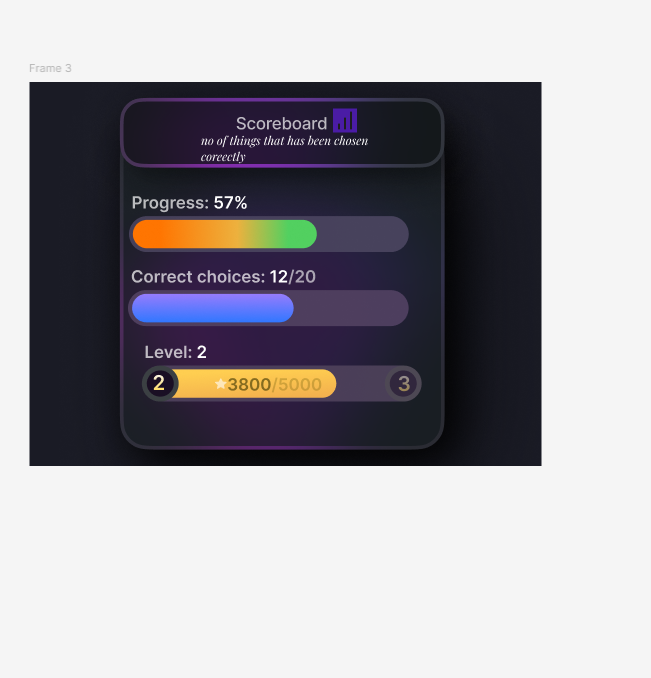 Frame 3
Scoreboard
no of things that has been chosen
coreectly
Progress: 57%
Correct choices: 12/20
Level: 2
2
3800/5000
3